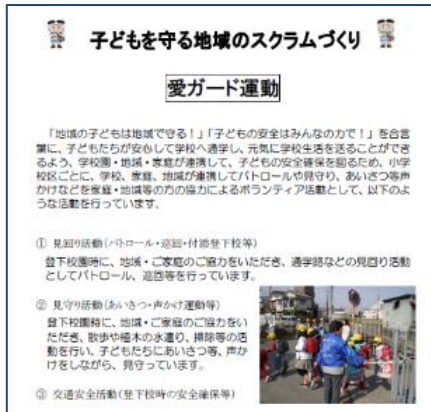 子どもを守る地域のスクラムづくり
愛ガード運動
「地域の子どもは地域で守る！」「子どもの安全はみんなの力で！」を合言
葉に、子どもたちが安心して学校へ通学し、元気に学校生活を送ることができ
るよう、学校園・地域・家庭が連携して、子どもの安全確保を図るため、小学
校区ごとに、学校、家庭、地域が連携してパトロールや見守り、あいさつ等声
かけなどを家庭・地域等の方の協力によるボランティア活動として、以下のよ
うな活動を行っています。
① 見回り活動(パトロール・巡回・付添登下校等)
登下校園時に、地域・ご家庭のご協力をいただき、通学路などの見回り活動
としてパトロール、巡回等を行っています。
② 見守り活動(あいさつ・声かけ運動等)
登下校園時に、地域・ご家庭のご協力をい
ただき、散歩や植木の水遣り、掃除等の活
動を行い、子どもたちにあいさつ等、声か
けをしながら、見守っています。
③ 交通安全活動(登下校時の安全確保等)